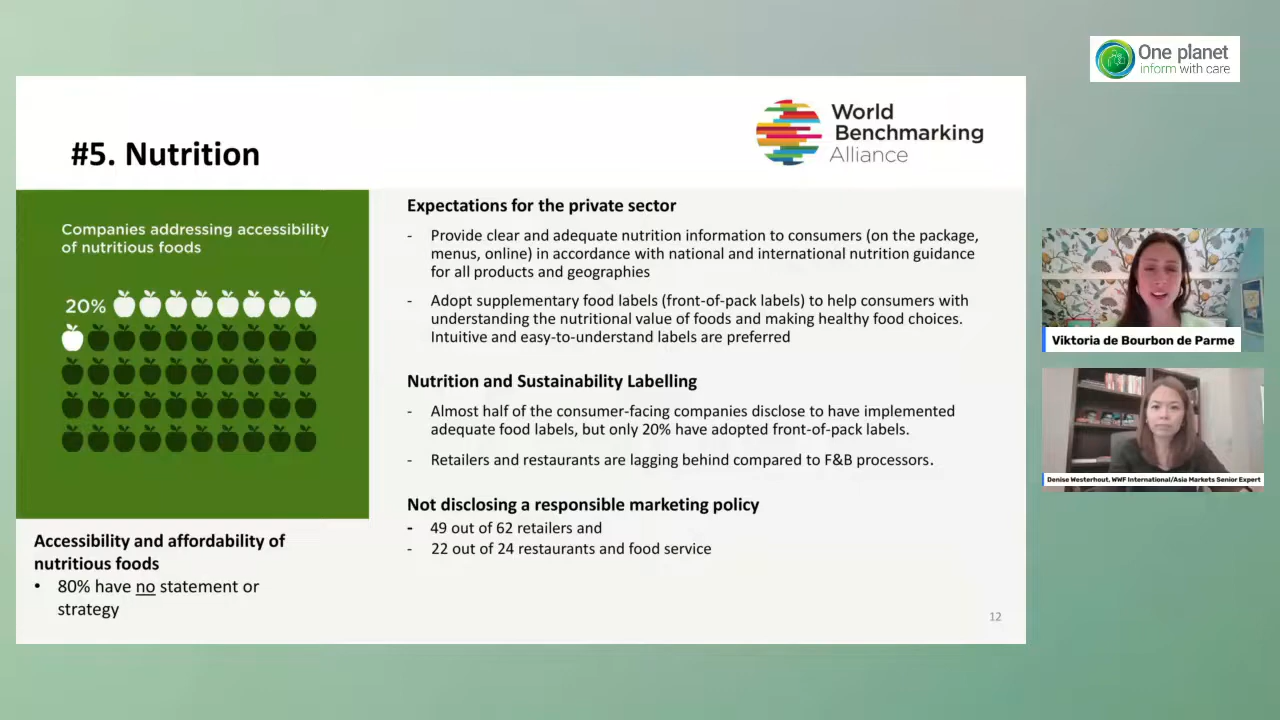 One planet
inform with care
World
Benchmarking
Alliance
#5. Nutrition
Companies addressing accessibility
of nutritious foods
20%
Accessibility and affordability of
nutritious foods
• 80% have no statement or
strategy
Expectations for the private sector
- Provide clear and adequate nutrition information to consumers (on the package,
menus, online) in accordance with national and international nutrition guidance
for all products and geographies
- Adopt supplementary food labels (front-of-pack labels) to help consumers with
understanding the nutritional value of foods and making healthy food choices.
Intuitive and easy-to-understand labels are preferred
Nutrition and Sustainability Labelling
- Almost half of the consumer-facing companies disclose to have implemented
adequate food labels, but only 20% have adopted front-of-pack labels.
- Retailers and restaurants are lagging behind compared to F&B processors.
Not disclosing a responsible marketing policy
- 49 out of 62 retailers and
- 22 out of 24 restaurants and food service
12
Viktoria de Bourbon de Parme
Denise Westerhout, WWF International/Asia Markets Senior Expert